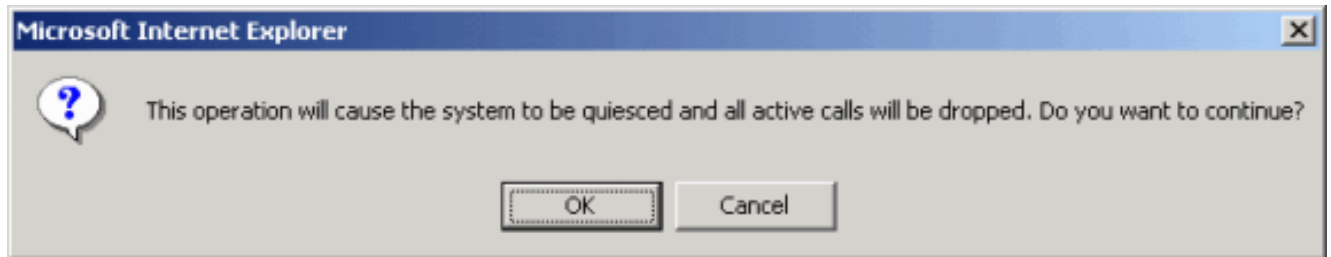 Microsoft Internet Explorer
This operation will cause the system to be quiesced and all active calls will be dropped. Do you want to continue?
OK
Cancel